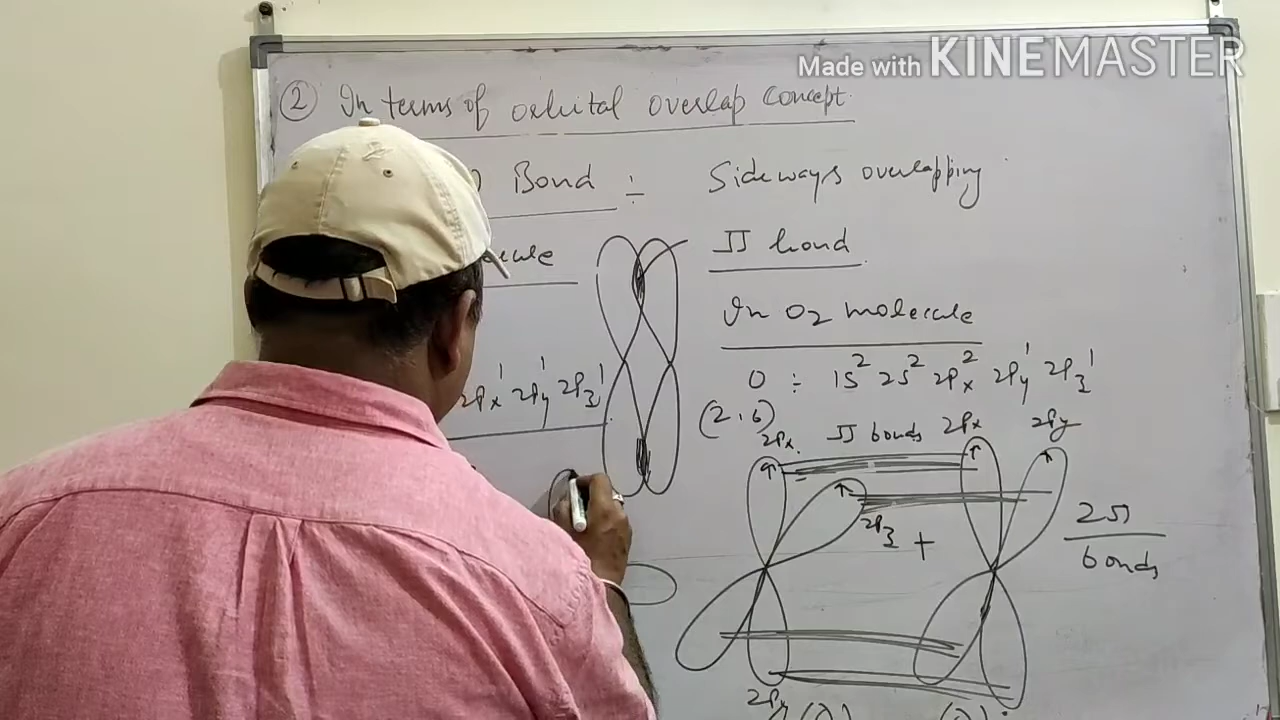 Made with KINEMASTER
② In terms of orbital overlap concept.
Bond ÷ Sideways overlapping
π bond
In O2 molecule
2Px¹ 2Py¹ 2Pz¹
O ÷ 1S² 2S² 2Px² 2Py¹ 2Pz¹
(2,6)
2Px. π bonds 2Px 2Py
2Pz +
2π
bonds